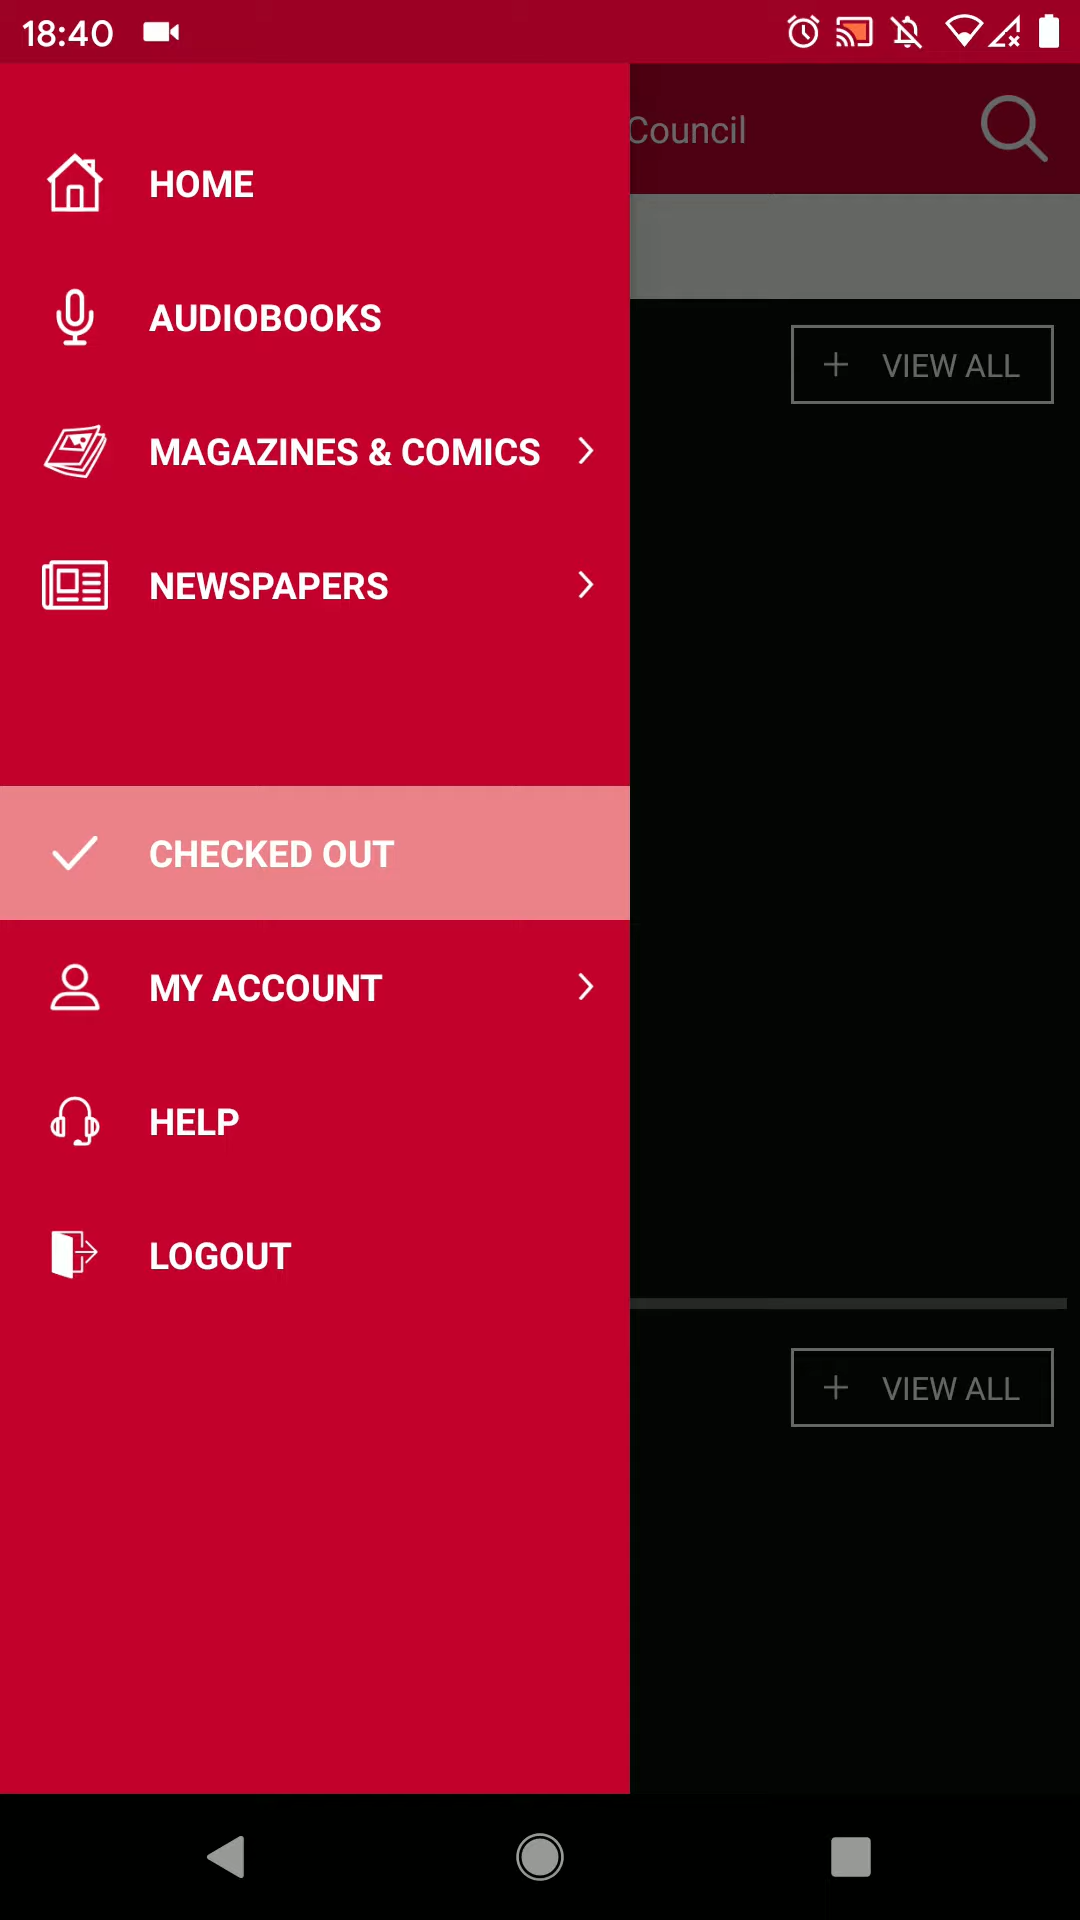 18:40
Council
HOME
AUDIOBOOKS
VIEW ALL
MAGAZINES & COMICS
NEWSPAPERS
CHECKED OUT
MY ACCOUNT
HELP
LOGOUT
VIEW ALL